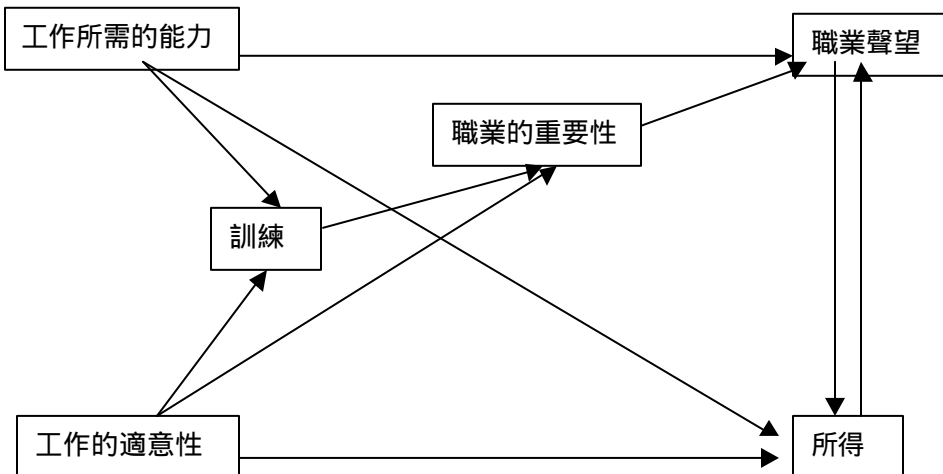 工作所需的能力
職業聲望
職業的重要性
訓練
工作的適意性
所得